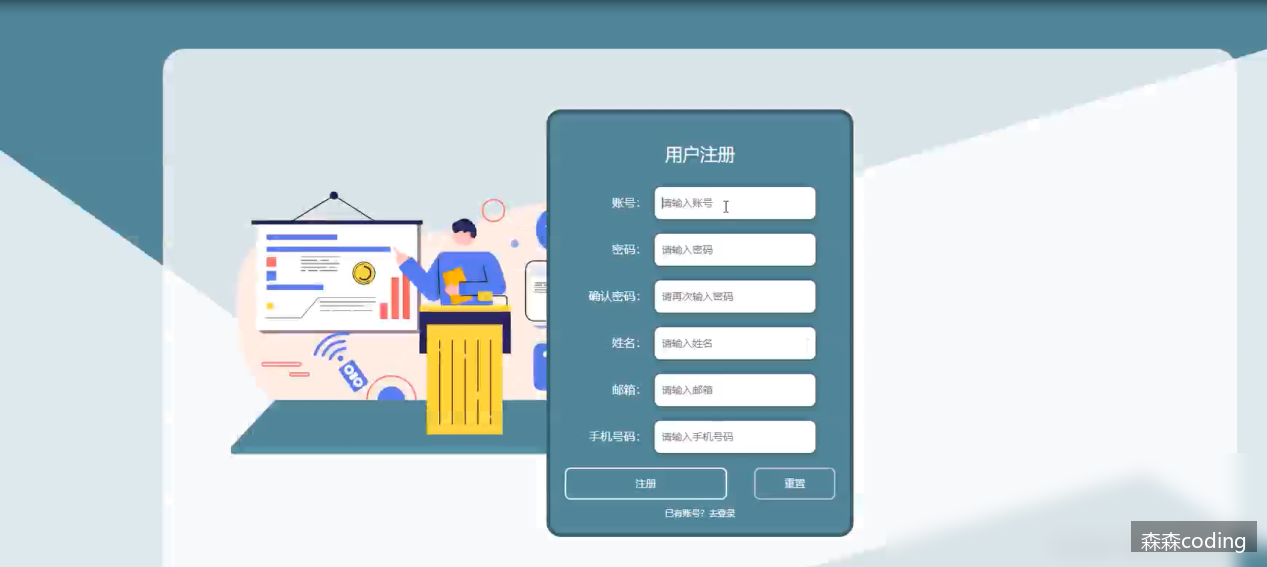 用户注册
账号：
请输入账号
密码：
请输入密码
确认密码：
请再次输入密码
姓名：
请输入姓名
邮箱：
请输入邮箱
手机号码：
请输入手机号码
注册
重置
已有账号？去登录
森森coding